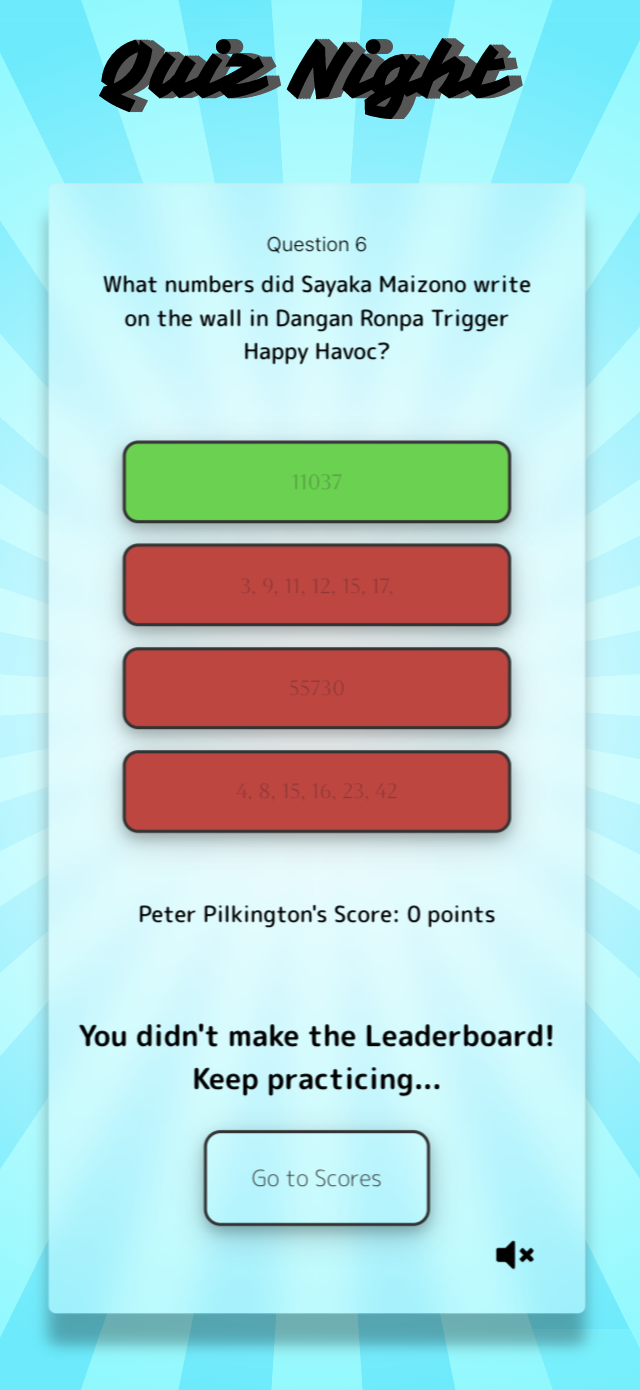 Quiz Night
Question 6
What numbers did Sayaka Maizono write
on the wall in Dangan Ronpa Trigger
Happy Havoc?
11037
3, 9, 11, 12, 15, 17,
55730
4, 8, 15, 16, 23, 42
Peter Pilkington's Score: 0 points
You didn't make the Leaderboard!
Keep practicing...
Go to Scores